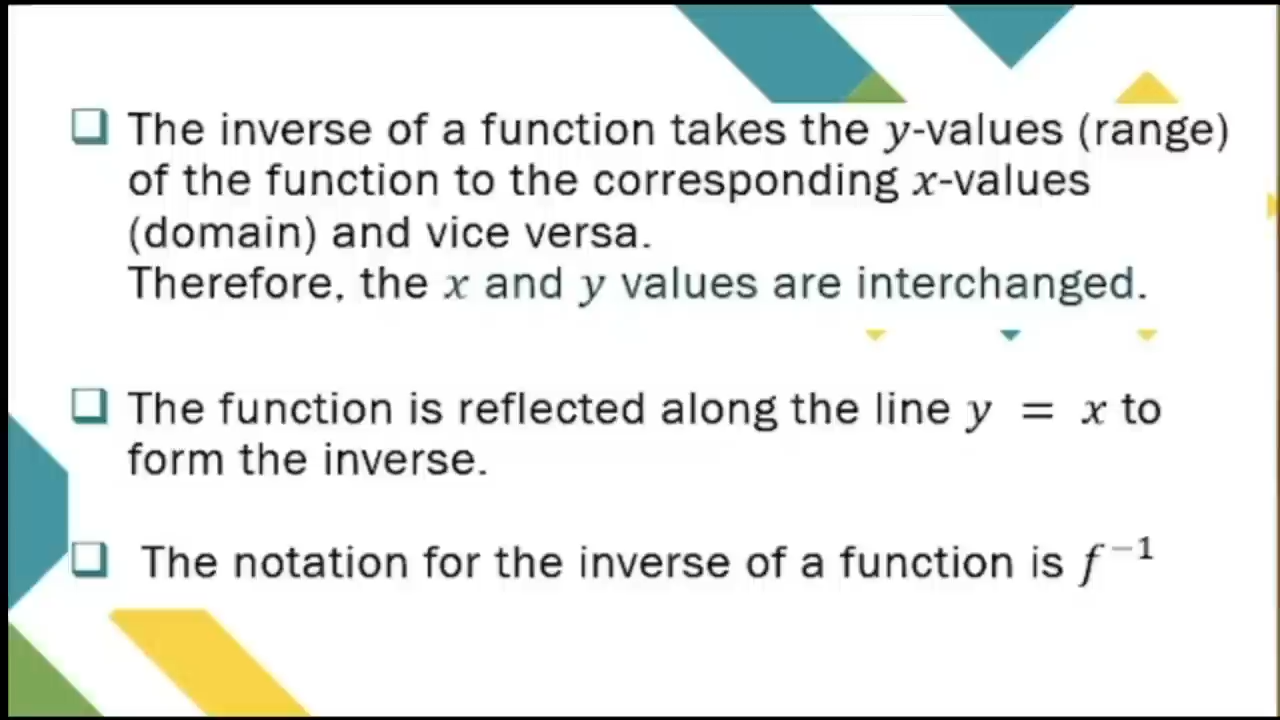 The inverse of a function takes the y-values (range)
of the function to the corresponding x-values
(domain) and vice versa.
Therefore, the x and y values are interchanged.
The function is reflected along the line y = x to
form the inverse.
The notation for the inverse of a function is f⁻¹